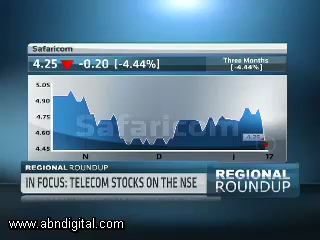 Safaricom
4.25 -0.20 [-4.44%]
Three Months
[-4.44%]
5.05
4.90
4.75
4.60
4.45
Safaricom
4.25
N D J 17
REGIONAL ROUNDUP
IN FOCUS: TELECOM STOCKS ON THE NSE
REGIONAL
ROUNDUP
www.abndigital.com